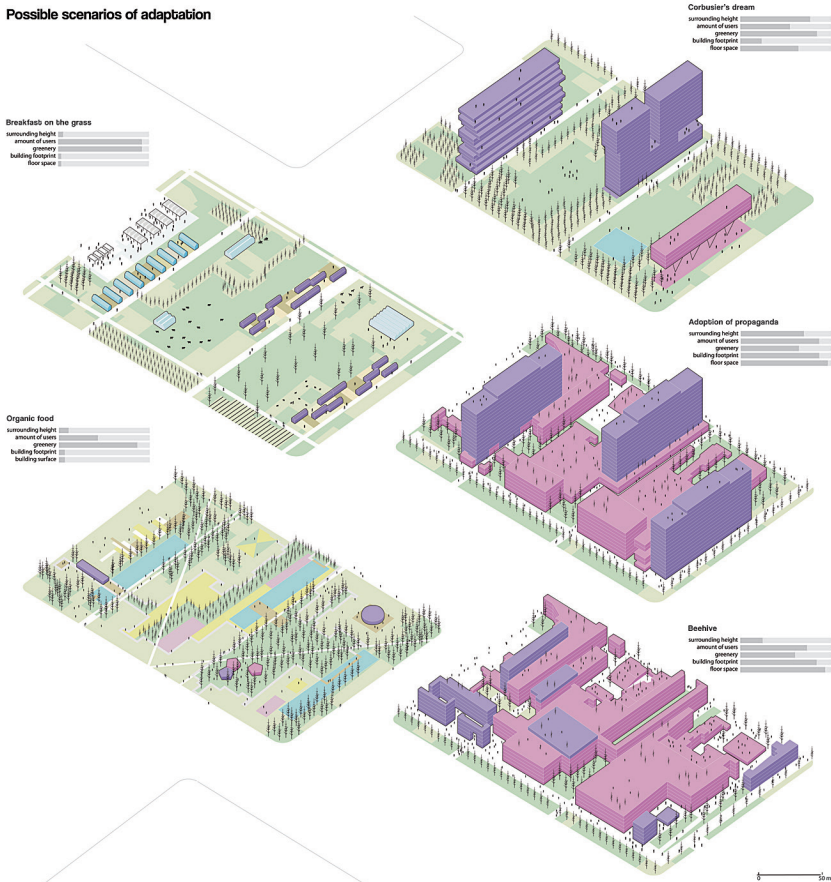 Possible scenarios of adaptation
Corbusier's dream
surrounding height
amount of users
greenery
building footprint
floor space
Breakfast on the grass
surrounding height
amount of users
greenery
building footprint
floor space
Adoption of propaganda
surrounding height
amount of users
greenery
building footprint
floor space
Organic food
surrounding height
amount of users
greenery
building footprint
building surface
Beehive
surrounding height
amount of users
greenery
building footprint
floor space
0 50 m